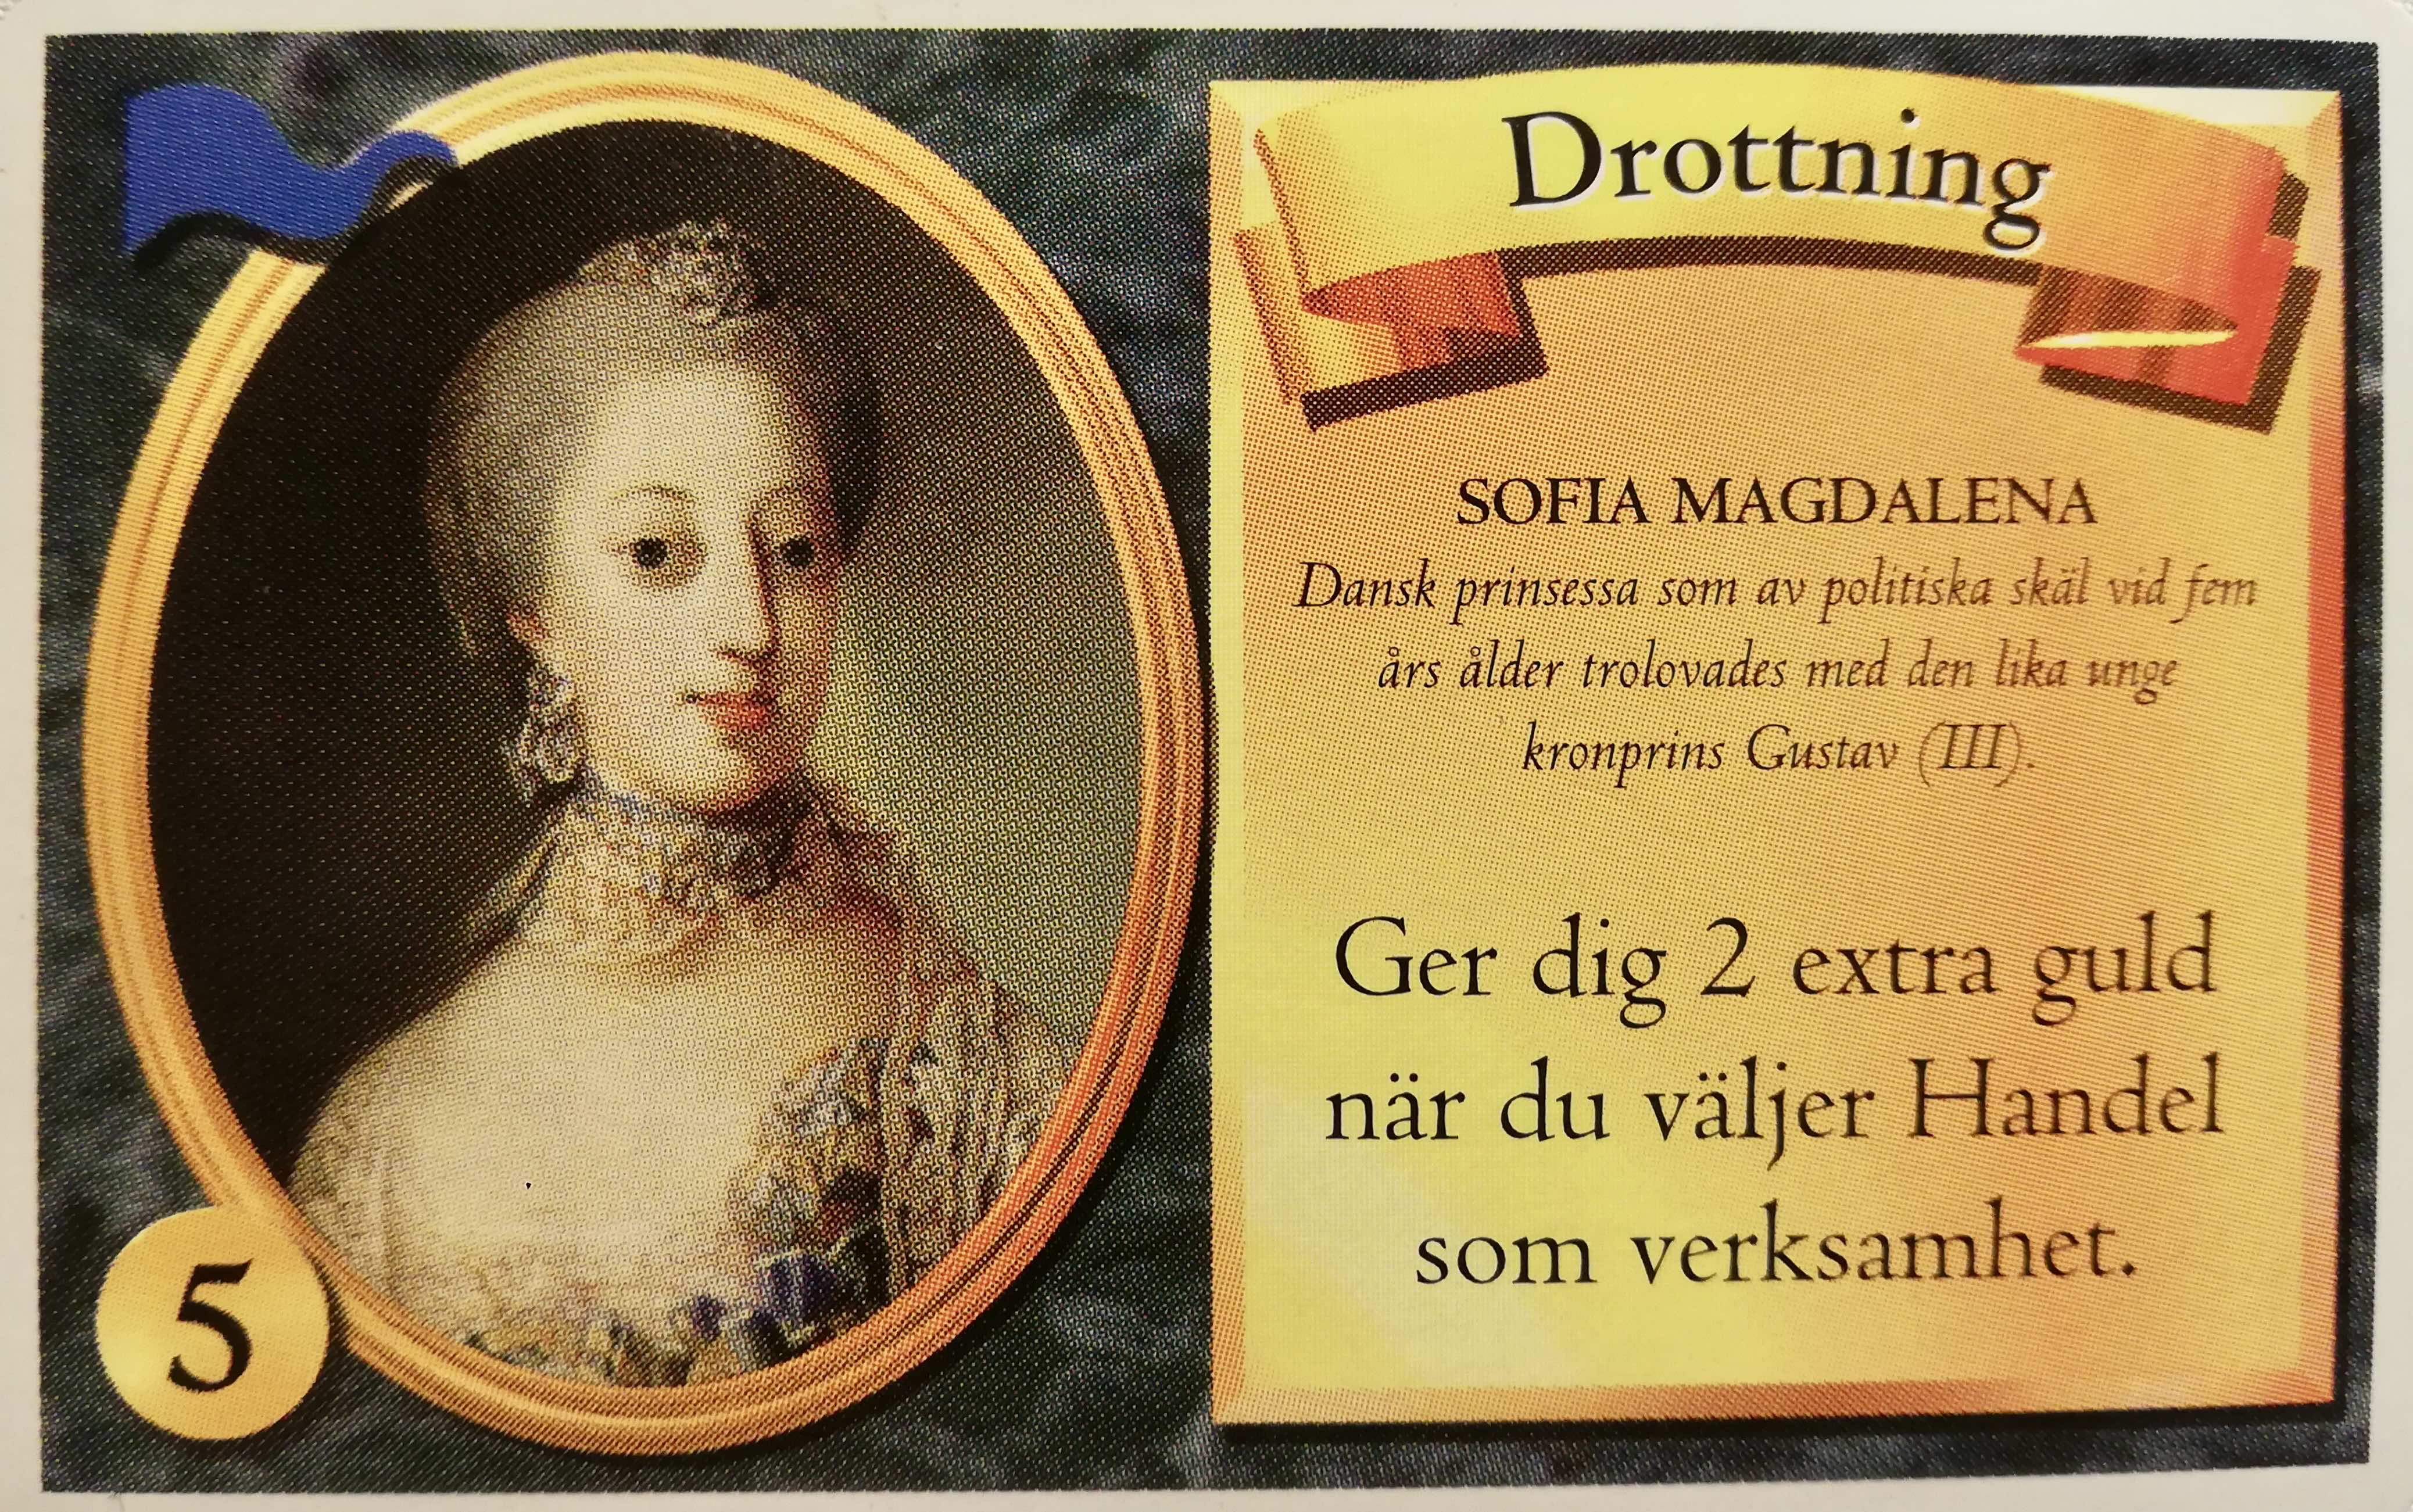 Drottning
SOFIA MAGDALENA
Dansk prinsessa som av politiska skäl vid fem
års ålder trolovades med den lika unge
kronprins Gustav (III).
Ger dig 2 extra guld
när du väljer Handel
som verksamhet.
5